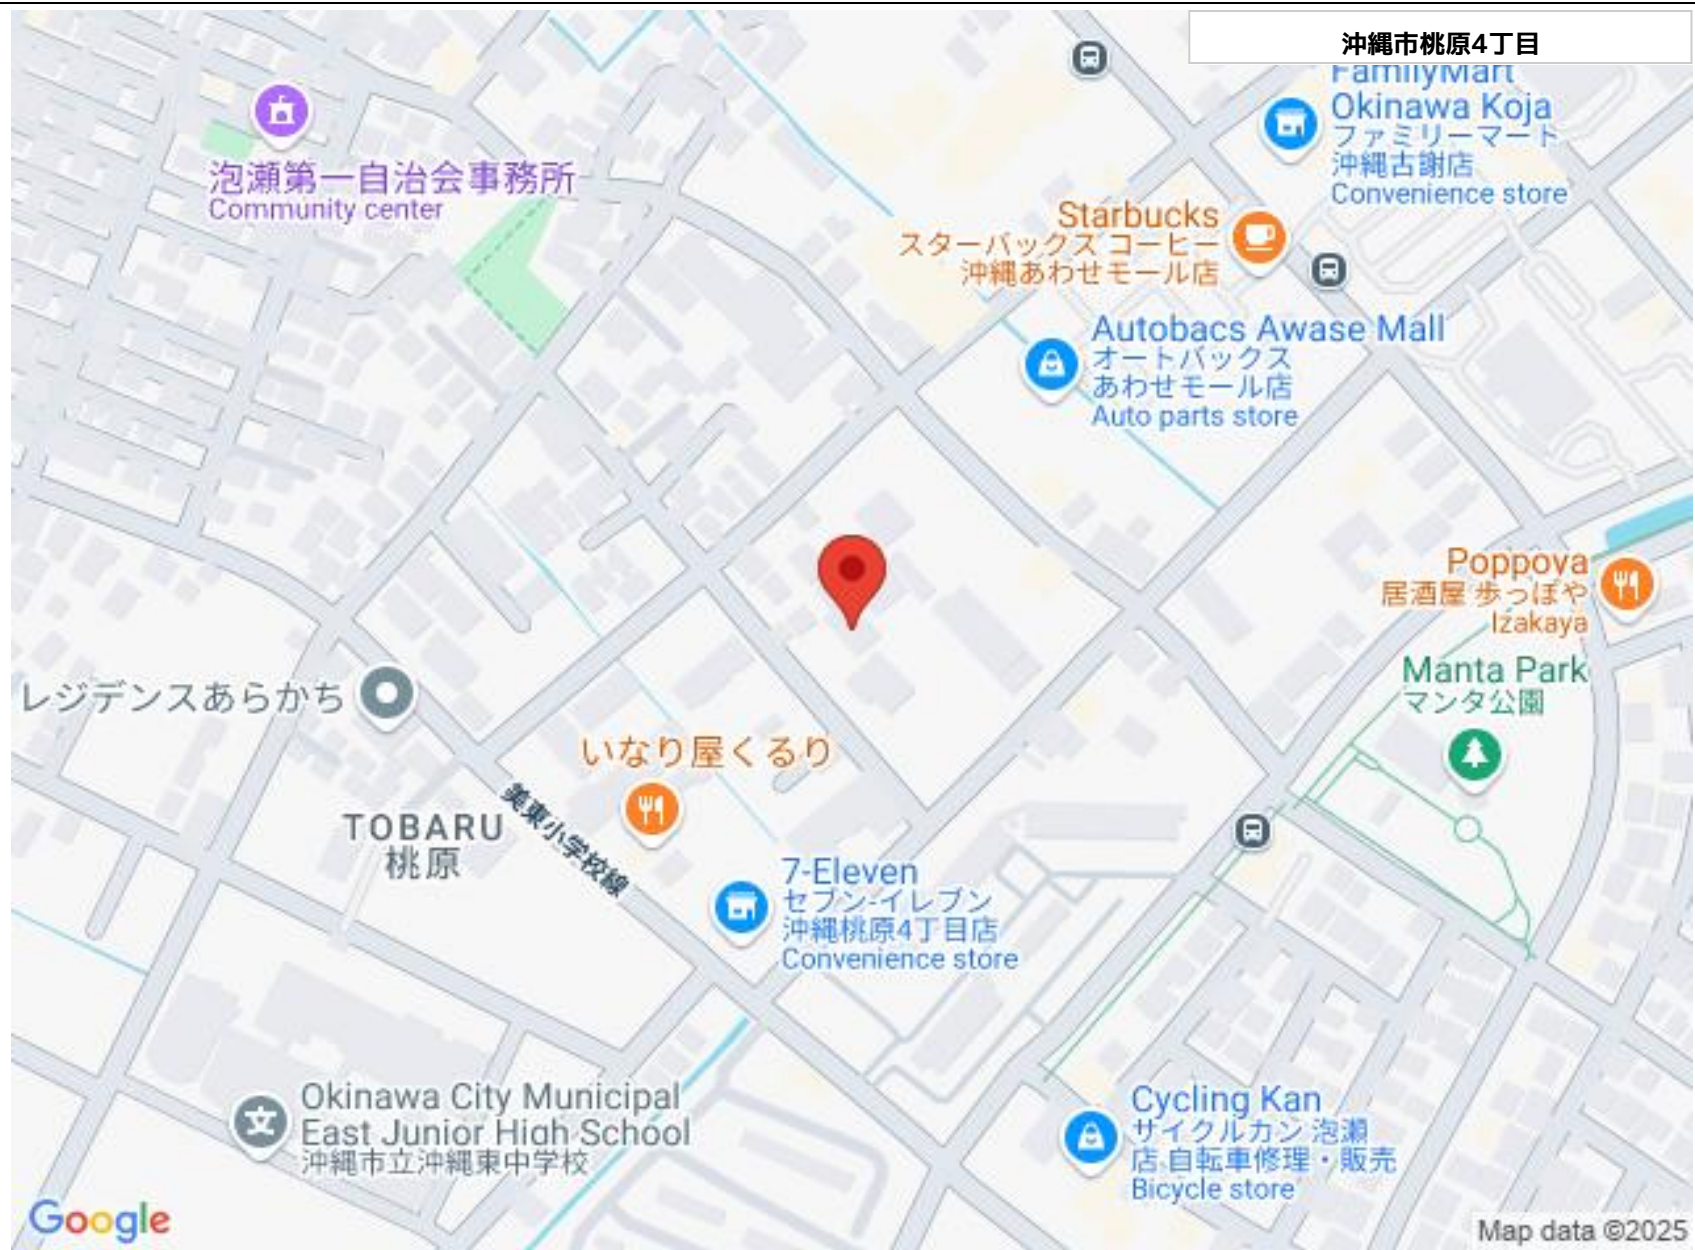 沖縄市桃原4丁目
FamilyMart
Okinawa Koja
ファミリーマート
沖縄古謝店
Convenience store
泡瀬第一自治会事務所
Community center
Starbucks
スターバックス コーヒー
沖縄あわせモール店
Autobacs Awase Mall
オートバックス
あわせモール店
Auto parts store
Poppoya
居酒屋 歩っぽや
Izakaya
Manta Park
マンタ公園
レジデンスあらかち
いなり屋くるり
美東小学校線
TOBARU
桃原
7-Eleven
セブン-イレブン
沖縄桃原4丁目店
Convenience store
Okinawa City Municipal
East Junior High School
沖縄市立沖縄東中学校
文
Cycling Kan
サイクルカン 泡瀬
店 自転車修理・販売
Bicycle store
Google
Map data ©2025